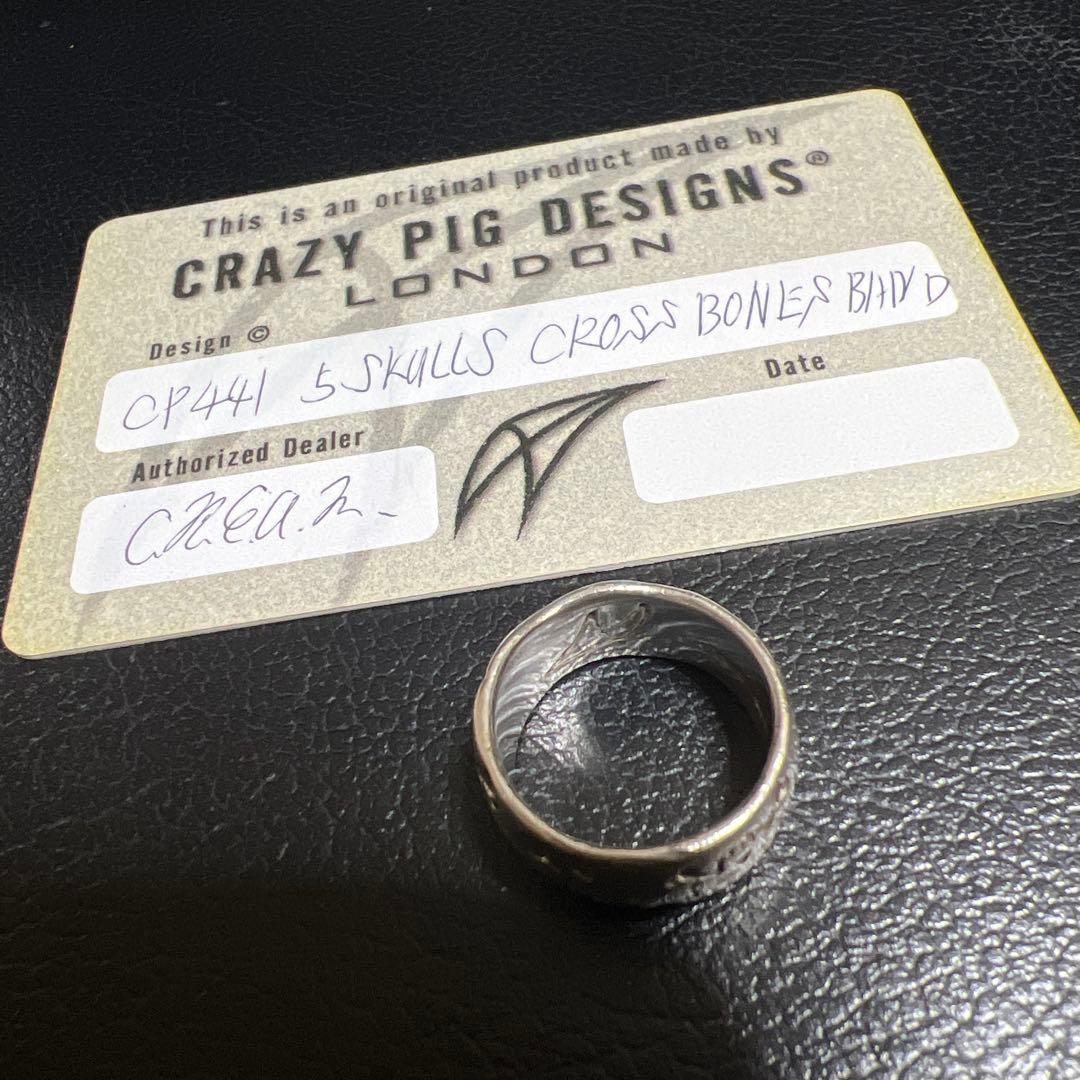 This is an original product made by
CRAZY PIG DESIGNS®
LONDON
Design ©
CP441 5 SKULLS CROSS BONES BAND
Authorized Dealer
Date